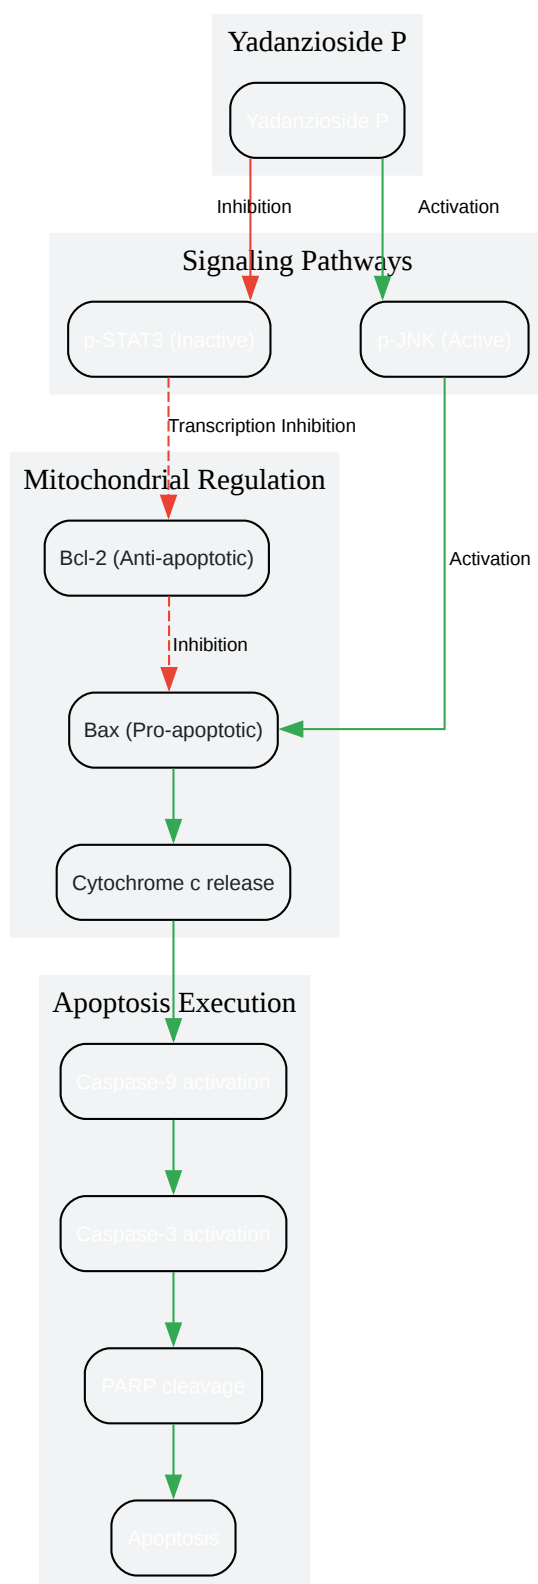 Yadanzioside P
Yadanzioside P
Inhibition
Activation
Signaling Pathways
p-STAT3 (Inactive)
p-JNK (Active)
Transcription Inhibition
Mitochondrial Regulation
Bcl-2 (Anti-apoptotic)
Activation
Inhibition
Bax (Pro-apoptotic)
Cytochrome c release
Apoptosis Execution
Caspase-9 activation
Caspase-3 activation
PARP cleavage
Apoptosis